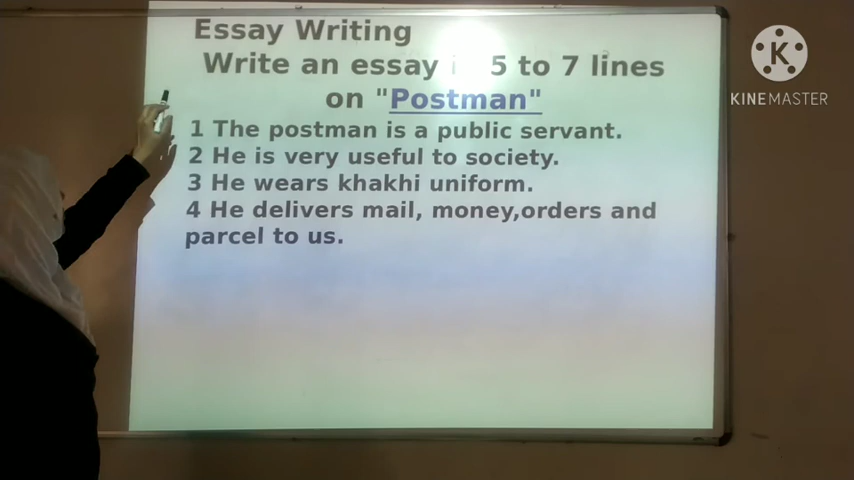 Essay Writing
Write an essay 5 to 7 lines
on "Postman"
1 The postman is a public servant.
2 He is very useful to society.
3 He wears khakhi uniform.
4 He delivers mail, money,orders and
parcel to us.
K
KINEMASTER